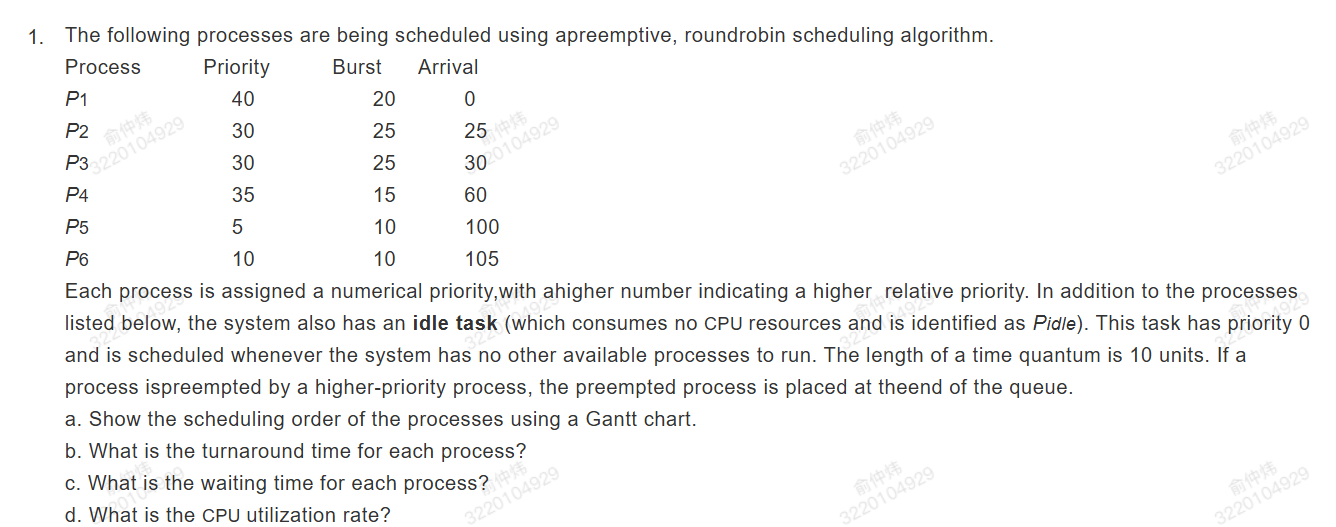 1. The following processes are being scheduled using apreemptive, roundrobin scheduling algorithm.
Process Priority Burst Arrival
P1 40 20 0
P2 30 25 25
P3 30 25 30
P4 35 15 60
P5 5 10 100
P6 10 10 105
Each process is assigned a numerical priority,with ahigher number indicating a higher relative priority. In addition to the processes
listed below, the system also has an idle task (which consumes no CPU resources and is identified as Pidle). This task has priority 0
and is scheduled whenever the system has no other available processes to run. The length of a time quantum is 10 units. If a
process ispreempted by a higher-priority process, the preempted process is placed at theend of the queue.
a. Show the scheduling order of the processes using a Gantt chart.
b. What is the turnaround time for each process?
c. What is the waiting time for each process?
d. What is the CPU utilization rate?
俞仲炜
3220104929
俞仲炜
3220104929
俞仲炜
3220104929
俞仲炜
3220104929
俞仲炜
3220104929
俞仲炜
3220104929
俞仲炜
3220104929